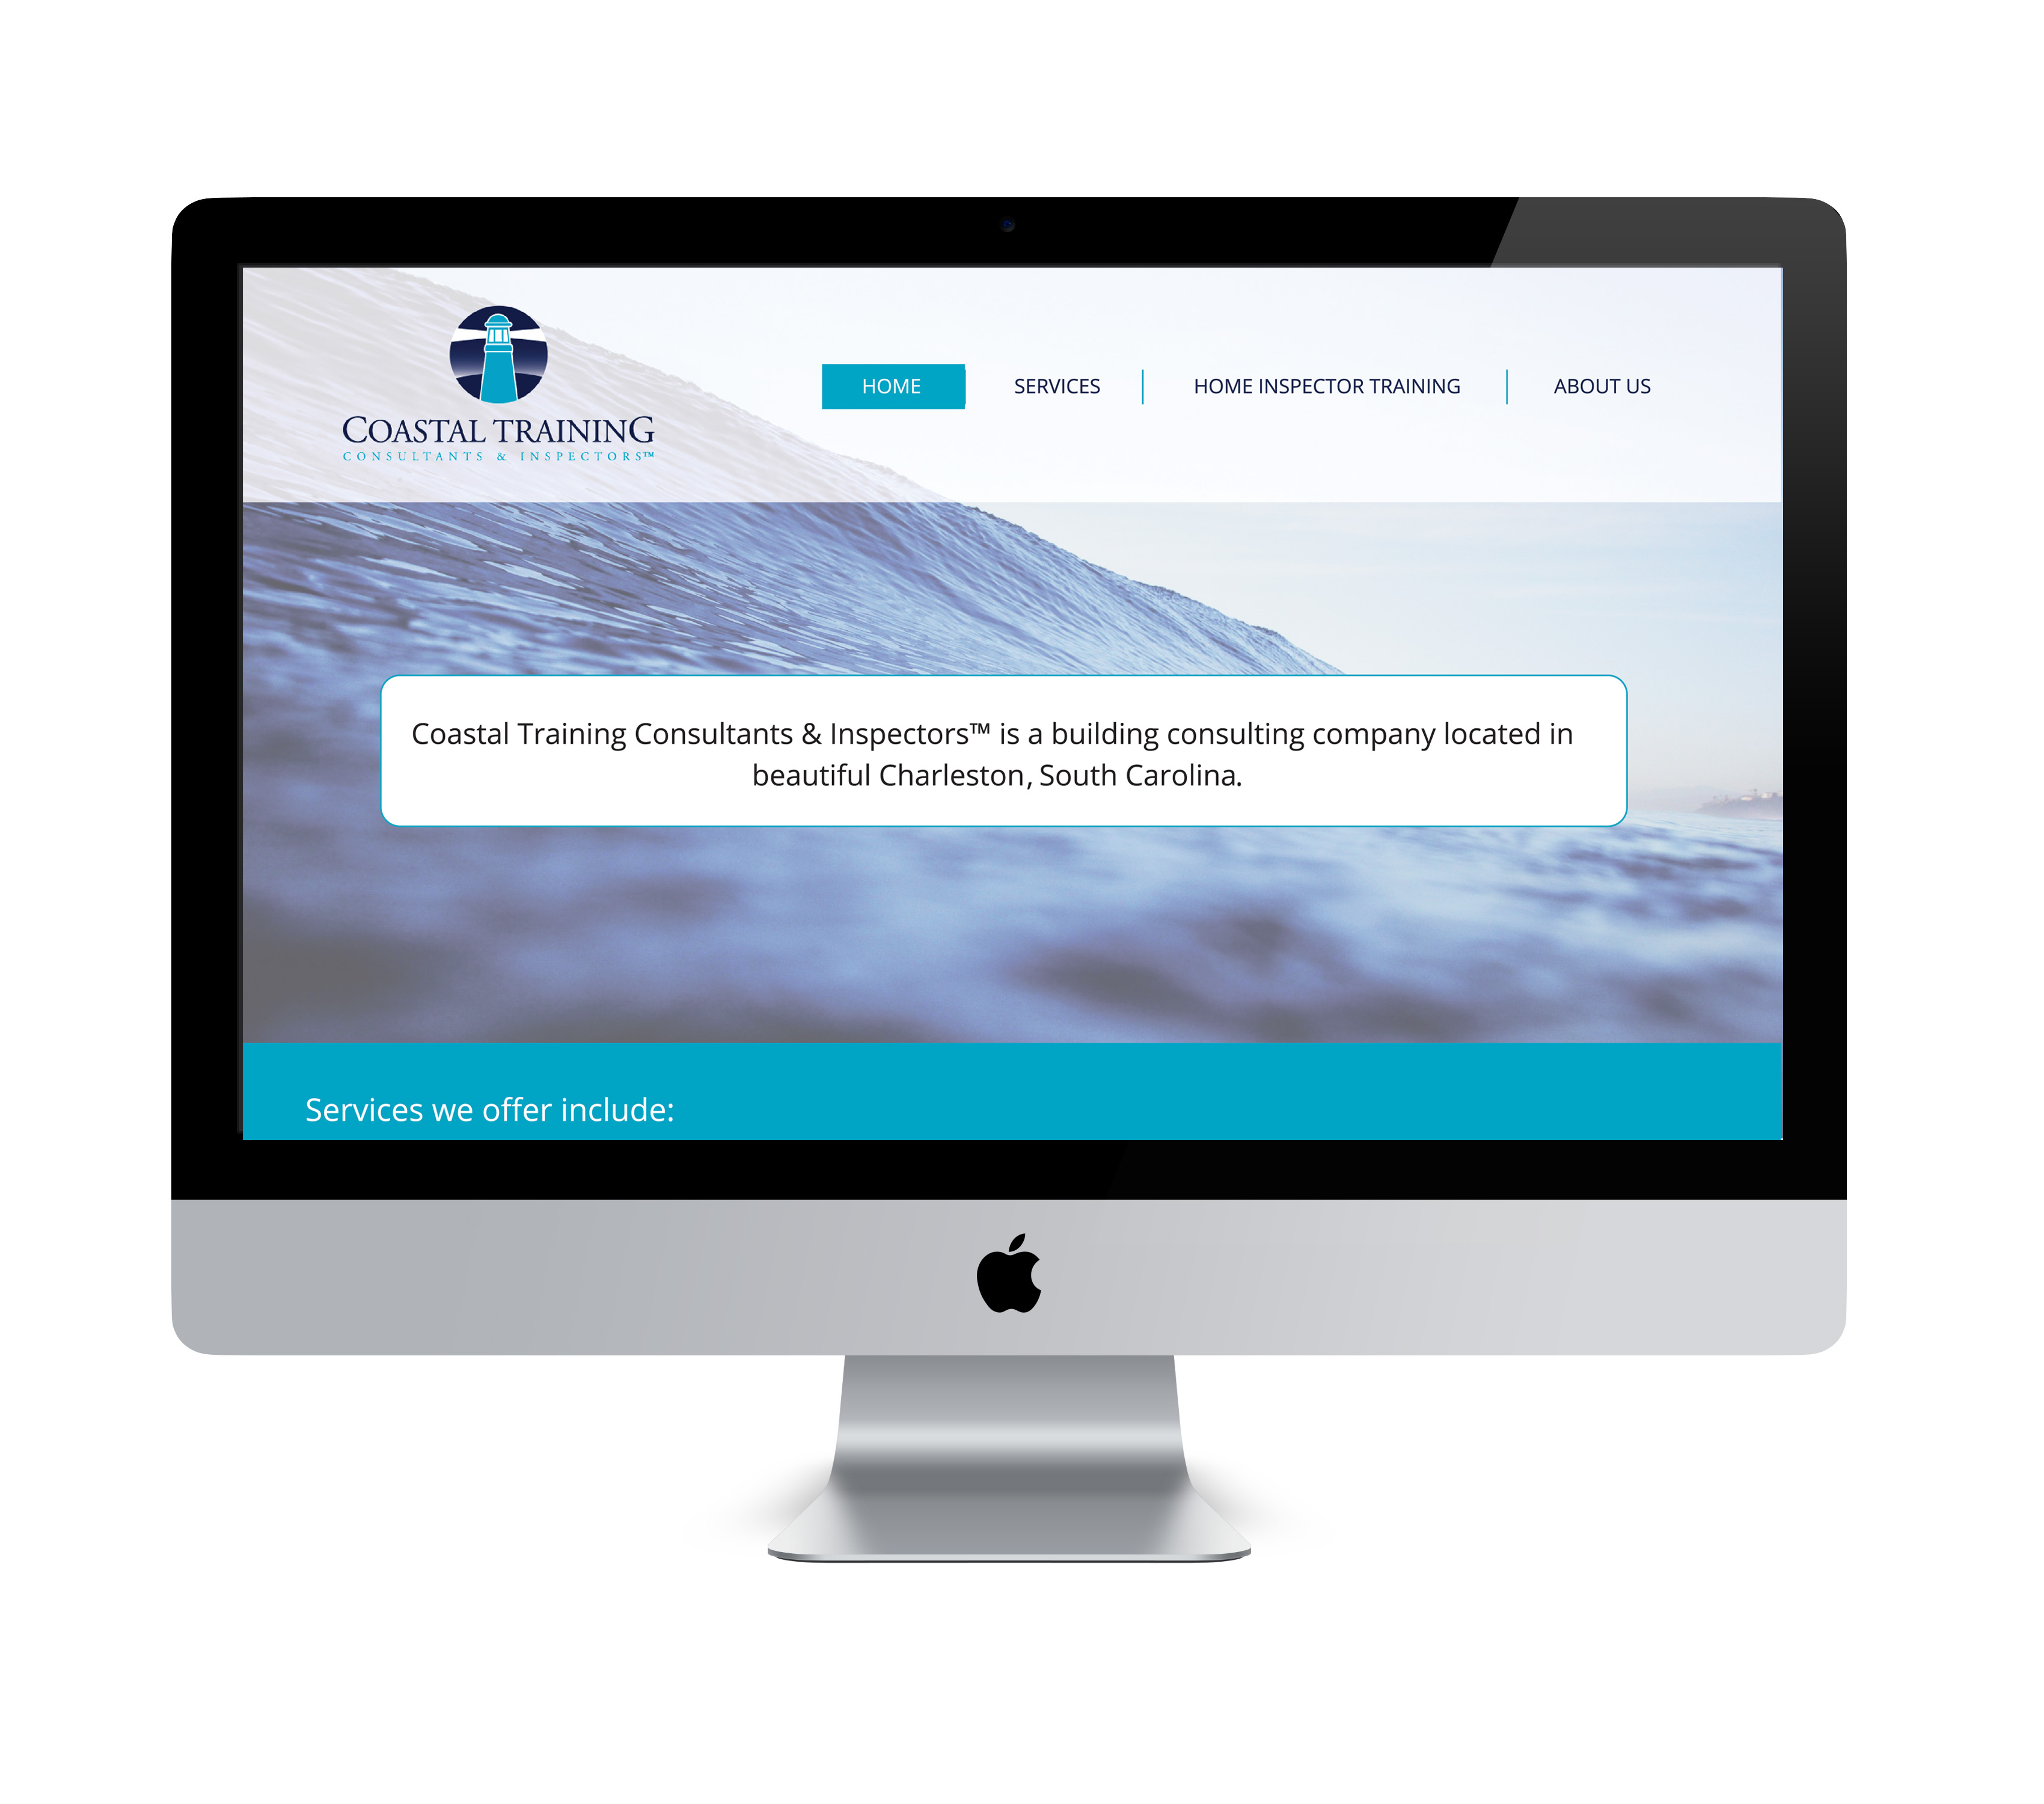 COASTAL TRAINING
CONSULTANTS & INSPECTORS™
HOME
SERVICES
HOME INSPECTOR TRAINING
ABOUT US
Coastal Training Consultants & Inspectors™ is a building consulting company located in
beautiful Charleston, South Carolina.
Services we offer include: